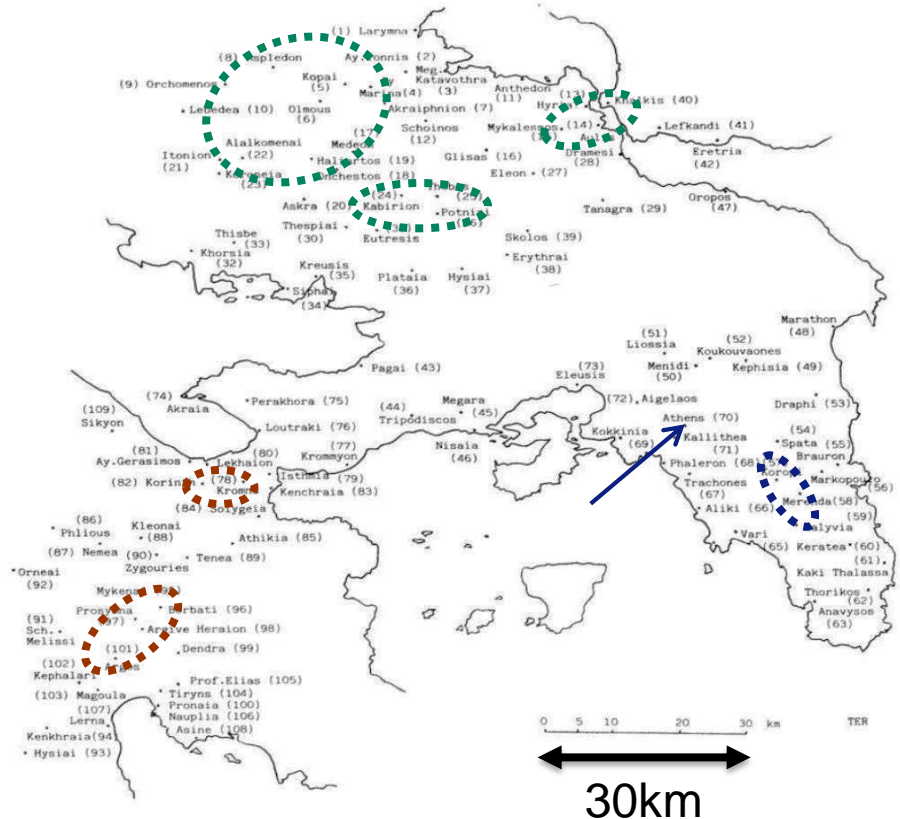 (1) Larymna
(8) Aspledon
Ay.Ionnis (2)
Kopai
(5)
Meg.
Katavothra
(3)
(9) Orchomenos
Ay
Marina(4)
Anthedon
(11)
(13)
Hyria
Khalkis (40)
Lebedea (10)
Olmous
(6)
Akraiphnion (7)
Schoinos
(12)
Mykalessos
(14)
Aulis
Lefkandi (41)
Eretria
(42)
(17)
Medeon
Alalkomenai
(22)
Itonion
(21)
Haliartos (19)
Glisas (16)
Dramesi
(28)
Koroneia
(23)
Onchestos (18)
Eleon (27)
Oropos
(47)
Askra (20)
(24)
Kabirion
Thebes
(25)
Potniai
(26)
Tanagra (29)
Thespiai
(30)
Eutresis
Skolos (39)
Thisbe
(33)
Khorsia
(32)
Erythrai
(38)
Kreusis
(35)
Siphai
(34)
Plataia
(36)
Hysiai
(37)
Marathon
(48)
(51)
Liossia
(52)
Koukouvaones
Menidi
(50)
Kephisia (49)
Pagai (43)
(73)
Eleusis
(74)
Akraia
Perakhora (75)
(44)
Tripodiscos
Megara
(45)
(72) Aigelaos
Draphi (53)
(109)
Sikyon
Athens (70)
Loutraki (76)
Kokkinia
(69)
Kallithea
(71)
(54)
Spata
(55)
Brauron
(77)
Krommyon
Nisaia
(46)
(81)
Ay.Gerasimos
(80)
Lekhaion
Phaleron (68)
(57)
Koropi
Markopoulo
(56)
(82) Korinth
(78)
Kromna
Isthmia (79)
Kenchraia (83)
Trachones
(67)
Merenda(58)
(84) Solygeia
Aliki (66)
(59)
Kalyvia
(86)
Phlious
Kleonai
(88)
Athikia (85)
Vari
(65)
Keratea (60)
(87) Nemea
(90)
Zygouries
Tenea (89)
(61)
Kaki Thalassa
Orneai
(92)
Thorikos
(62)
Mykenai
Anavysos
(63)
Prosymna
(97)
Berbati (96)
(91)
Sch.
Melissi
Argive Heraion (98)
(101)
Argos
Dendra (99)
(102)
Kephalari
Prof.Elias (105)
(103) Magoula
Tiryns (104)
Pronaia (100)
(107)
Lerna
Nauplia (106)
Kenkhraia(94)
Asine (108)
Hysiai (93)
0 5 10 20 30 km TER
30km